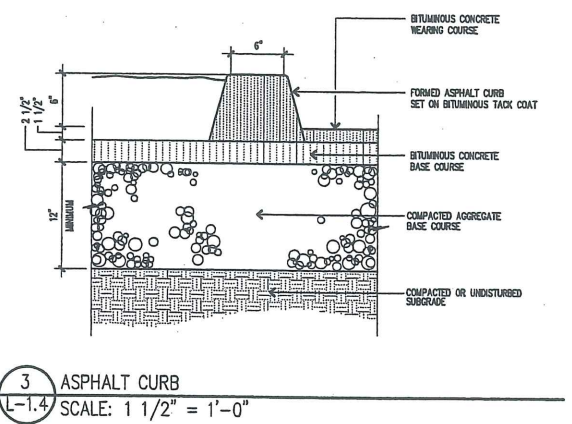 BITUMINOUS CONCRETE
WEARING COURSE
6"
FORMED ASPHALT CURB
SET ON BITUMINOUS TACK COAT
6"
1 1/2"
2 1/2"
BITUMINOUS CONCRETE
BASE COURSE
12"
MINIMUM
COMPACTED AGGREGATE
BASE COURSE
COMPACTED OR UNDISTURBED
SUBGRADE
3
L-1.4
ASPHALT CURB
SCALE: 1 1/2" = 1'-0"